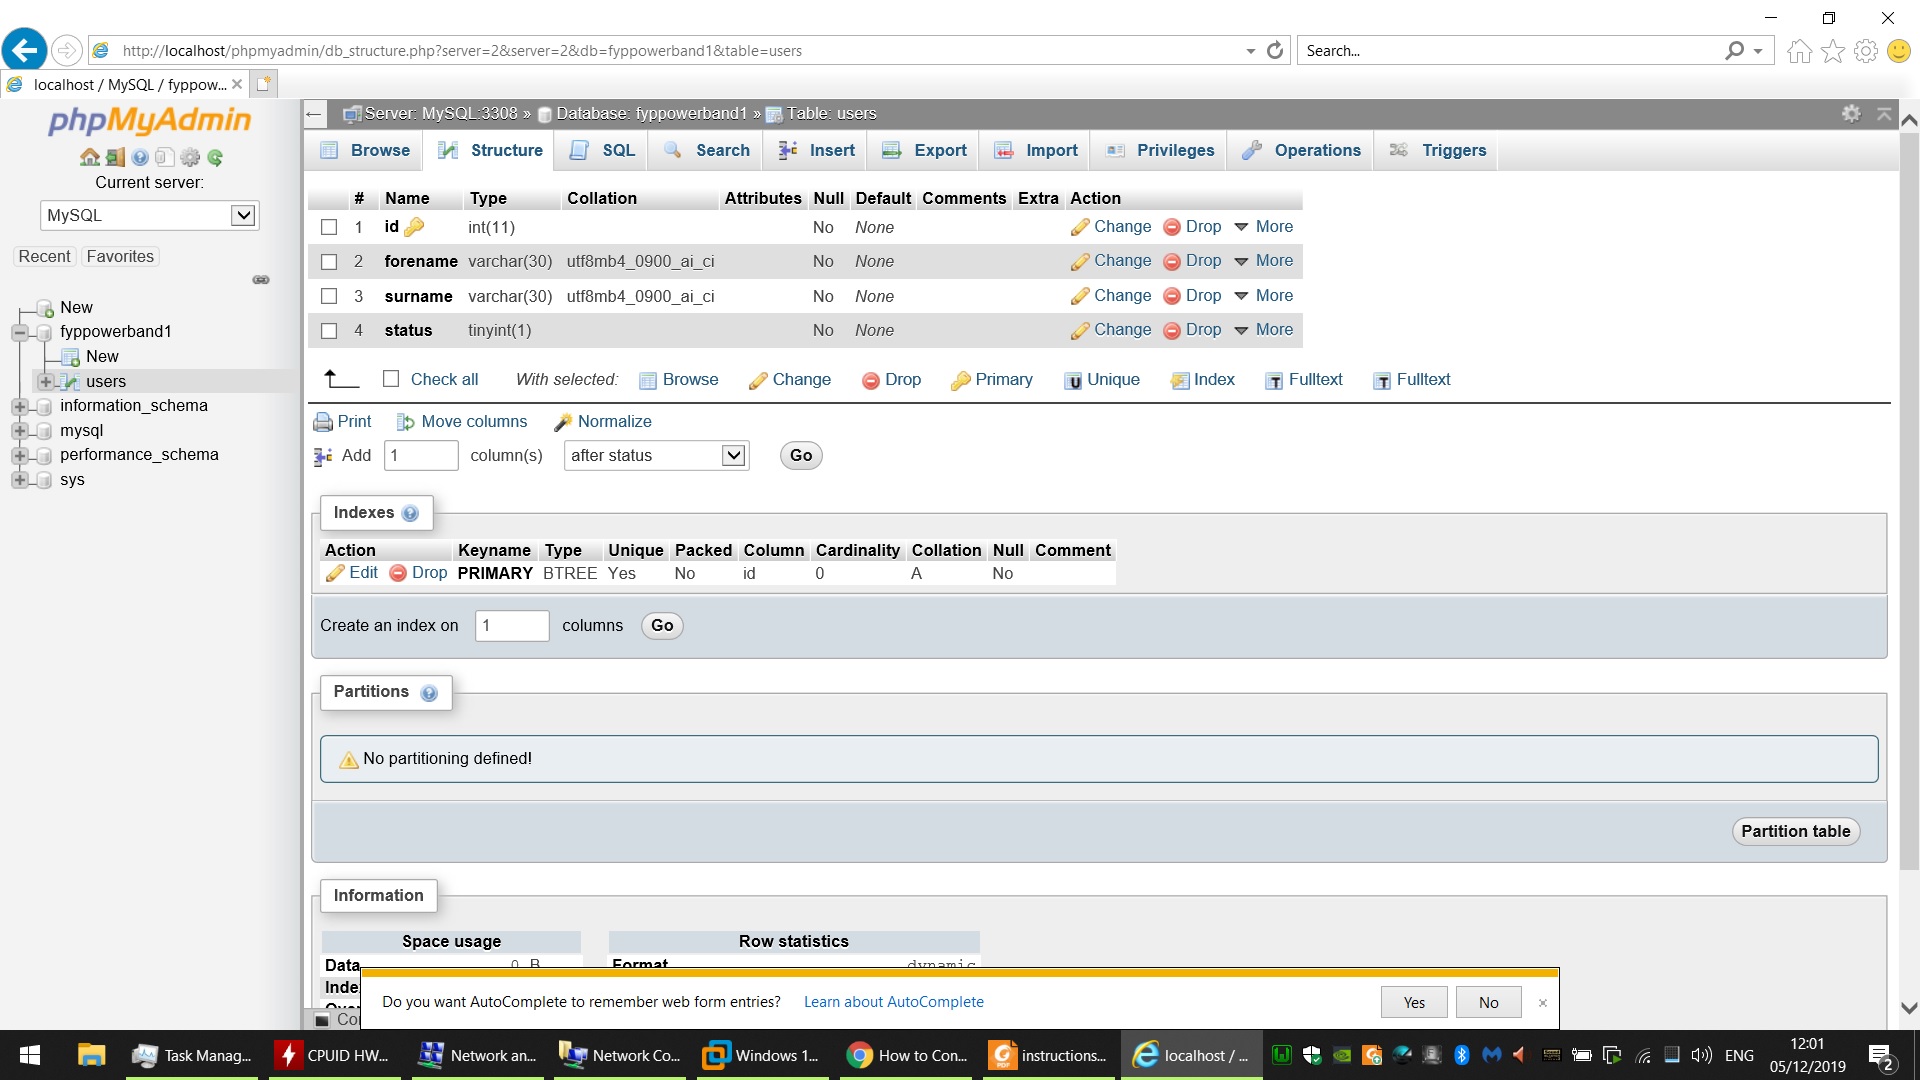 http://localhost/phpmyadmin/db_structure.php?server=2&server=2&db=fyppowerband1&table=users
Search...
localhost / MySQL / fyppow...
phpMyAdmin
Current server:
MySQL
Recent Favorites
New
fyppowerband1
New
users
information_schema
mysql
performance_schema
sys
Server: MySQL:3308 » Database: fyppowerband1 » Table: users
Browse Structure SQL Search Insert Export Import Privileges Operations Triggers
# Name Type Collation Attributes Null Default Comments Extra Action
1 id int(11) No None Change Drop More
2 forename varchar(30) utf8mb4_0900_ai_ci No None Change Drop More
3 surname varchar(30) utf8mb4_0900_ai_ci No None Change Drop More
4 status tinyint(1) No None Change Drop More
Check all With selected: Browse Change Drop Primary Unique Index Fulltext Fulltext
Print Move columns Normalize
Add 1 column(s) after status Go
Indexes
Action Keyname Type Unique Packed Column Cardinality Collation Null Comment
Edit Drop PRIMARY BTREE Yes No id 0 A No
Create an index on 1 columns Go
Partitions
No partitioning defined!
Partition table
Information
Space usage Row statistics
Data 0 B Format dynamic
Do you want AutoComplete to remember web form entries? Learn about AutoComplete Yes No
Task Manag... CPUID HW... Network an... Network Co... Windows 1... How to Con... instructions... localhost / ... ENG
12:01
05/12/2019
2